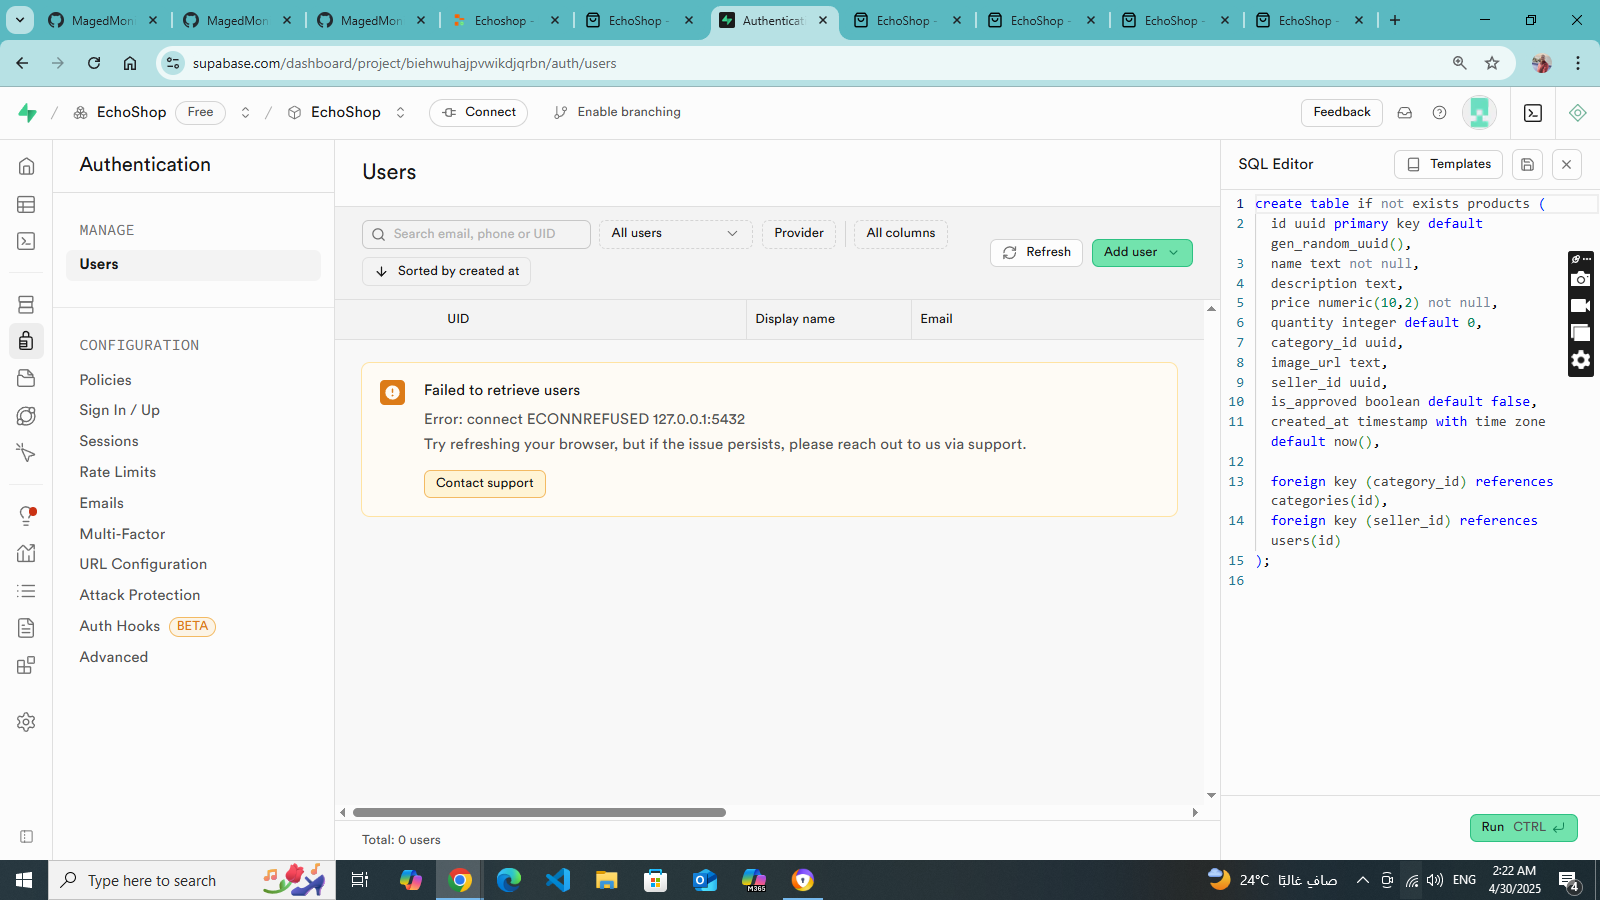 MagedMon
MagedMon
MagedMon
Echoshop -
EchoShop -
Authenticat
EchoShop -
EchoShop -
EchoShop -
EchoShop -
supabase.com/dashboard/project/biehwuhajpvwikdjqrbn/auth/users
EchoShop Free / EchoShop Connect Enable branching Feedback
Authentication
MANAGE
Users
CONFIGURATION
Policies
Sign In / Up
Sessions
Rate Limits
Emails
Multi-Factor
URL Configuration
Attack Protection
Auth Hooks BETA
Advanced
Users
Search email, phone or UID All users Provider All columns
Sorted by created at
Refresh Add user
UID Display name Email
Failed to retrieve users
Error: connect ECONNREFUSED 127.0.0.1:5432
Try refreshing your browser, but if the issue persists, please reach out to us via support.
Contact support
Total: 0 users
SQL Editor Templates
1 create table if not exists products (
2 id uuid primary key default
gen_random_uuid(),
3 name text not null,
4 description text,
5 price numeric(10,2) not null,
6 quantity integer default 0,
7 category_id uuid,
8 image_url text,
9 seller_id uuid,
10 is_approved boolean default false,
11 created_at timestamp with time zone
default now(),
12
13 foreign key (category_id) references
categories(id),
14 foreign key (seller_id) references
users(id)
15 );
16
Run CTRL
Type here to search
M365
24°C صافي غالبًا
ENG
2:22 AM
4/30/2025
4